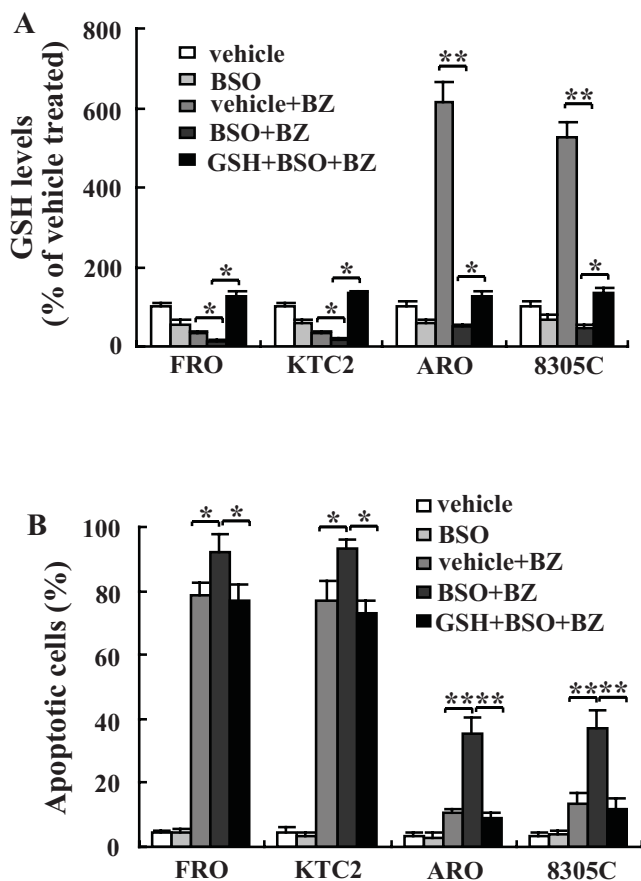 A
GSH levels
(% of vehicle treated)
800
600
400
200
0
vehicle
BSO
vehicle+BZ
BSO+BZ
GSH+BSO+BZ
** **
* * * * * *
FRO KTC2 ARO 8305C
B
Apoptotic cells (%)
100
80
60
40
20
0
vehicle
BSO
vehicle+BZ
BSO+BZ
GSH+BSO+BZ
* * * *
**** ****
FRO KTC2 ARO 8305C